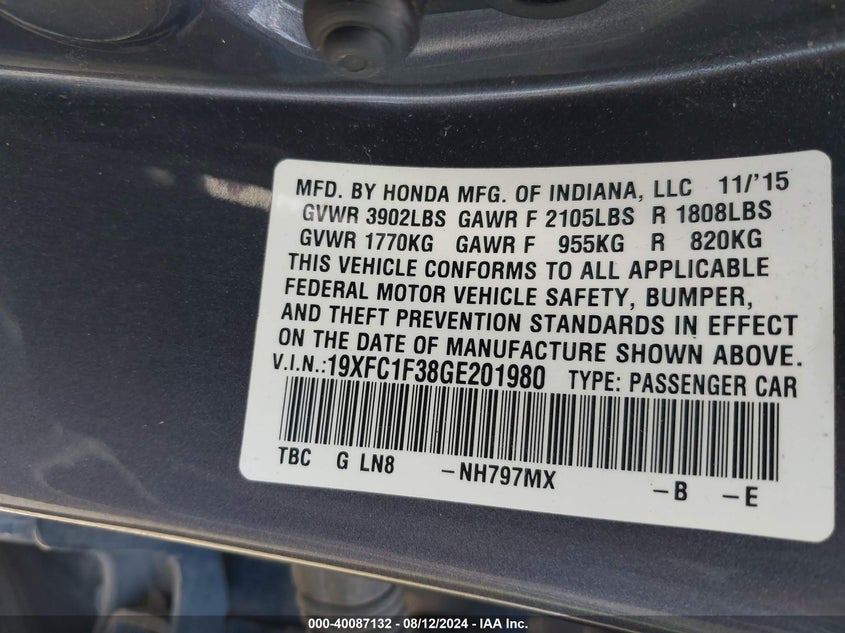 MFD. BY HONDA MFG. OF INDIANA, LLC 11/'15
GVWR 3902LBS GAWR F 2105LBS R 1808LBS
GVWR 1770KG GAWR F 955KG R 820KG
THIS VEHICLE CONFORMS TO ALL APPLICABLE
FEDERAL MOTOR VEHICLE SAFETY, BUMPER,
AND THEFT PREVENTION STANDARDS IN EFFECT
ON THE DATE OF MANUFACTURE SHOWN ABOVE.
V.I.N.:19XFC1F38GE201980 TYPE: PASSENGER CAR
TBC G LN8 -NH797MX -B -E
000-40087132 - 08/12/2024 - IAA Inc.